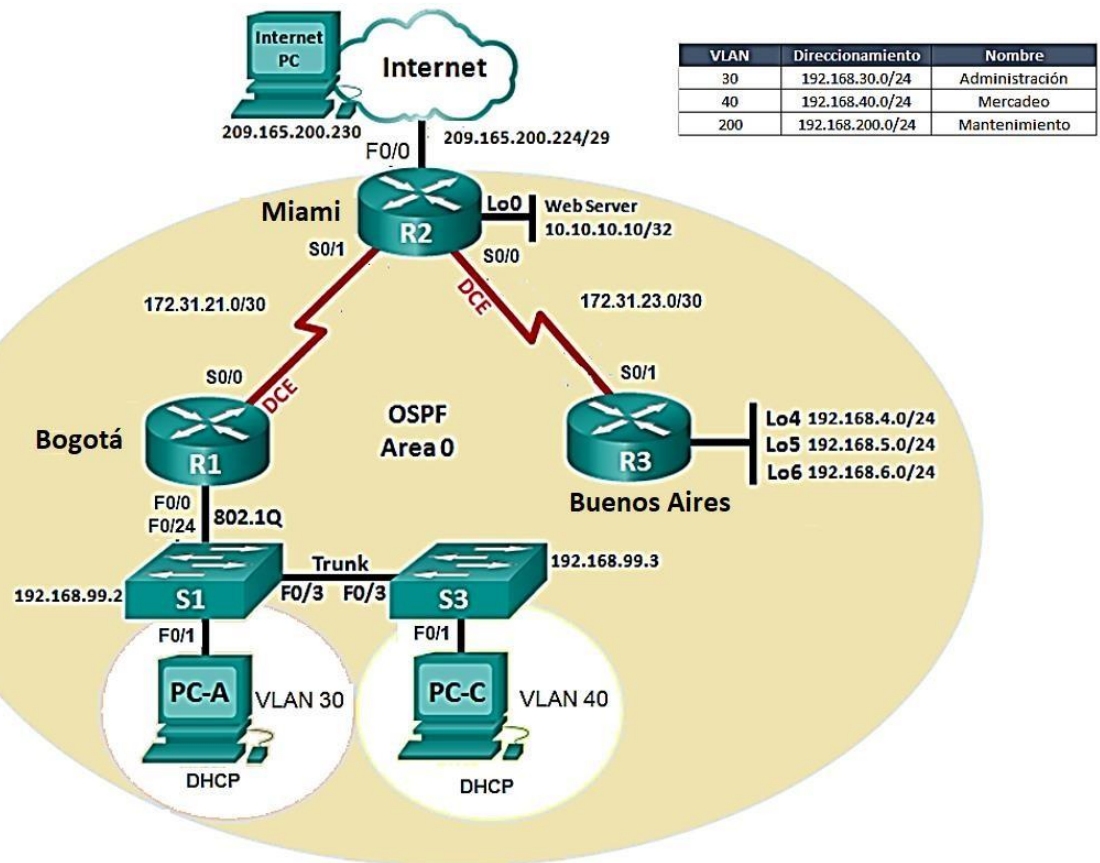 Internet
PC
Internet
209.165.200.230
209.165.200.224/29
F0/0
VLAN Direccionamiento Nombre
30 192.168.30.0/24 Administración
40 192.168.40.0/24 Mercadeo
200 192.168.200.0/24 Mantenimiento
Miami
R2
Lo0
Web Server
10.10.10.10/32
S0/1
S0/0
DCE
172.31.21.0/30
172.31.23.0/30
S0/0
DCE
S0/1
OSPF
Area 0
Bogotá
R1
R3
Buenos Aires
Lo4 192.168.4.0/24
Lo5 192.168.5.0/24
Lo6 192.168.6.0/24
F0/0
F0/24
802.1Q
Trunk
192.168.99.2
S1
F0/3
F0/3
S3
192.168.99.3
F0/1
F0/1
PC-A
VLAN 30
DHCP
PC-C
VLAN 40
DHCP